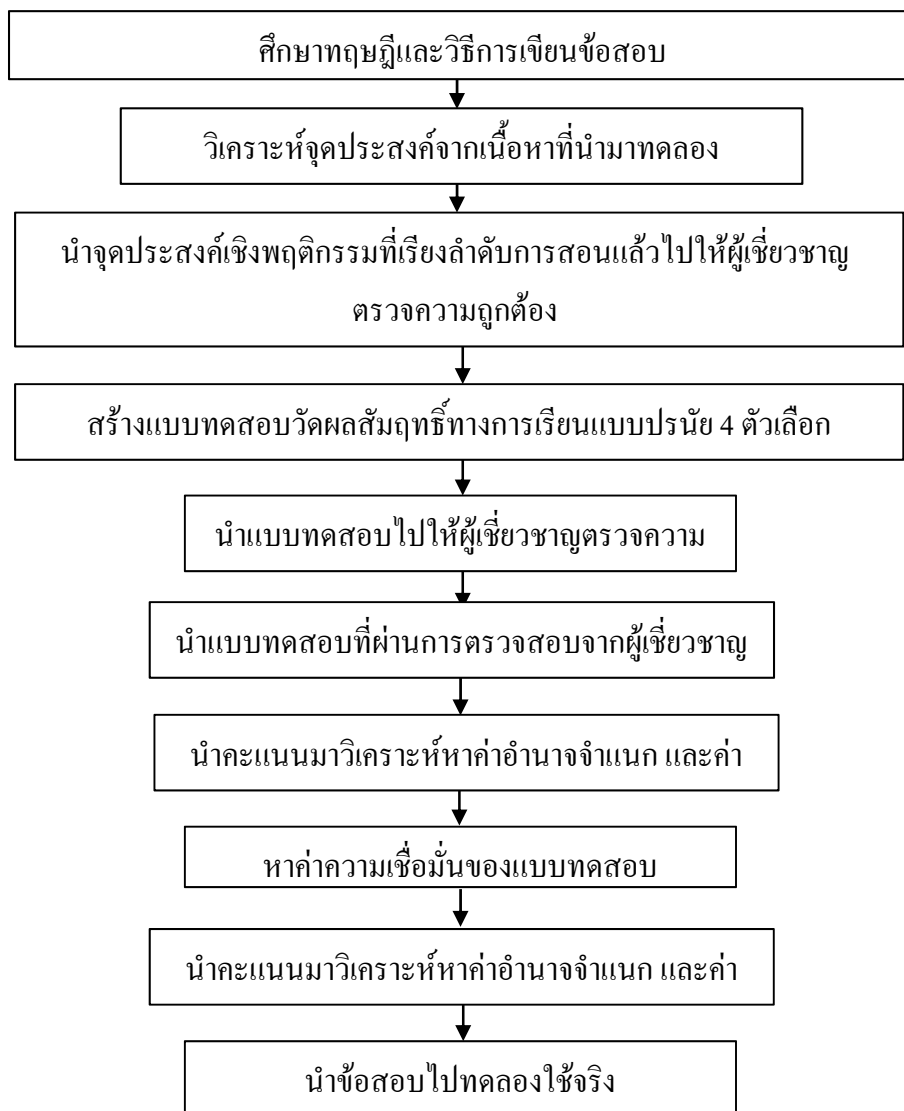 ศึกษาทฤษฎีและวิธีการเขียนข้อสอบ
วิเคราะห์จุดประสงค์จากเนื้อหาที่นำมาทดลอง
นำจุดประสงค์เชิงพฤติกรรมที่เรียงลำดับการสอนแล้วไปให้ผู้เชี่ยวชาญ
ตรวจความถูกต้อง
สร้างแบบทดสอบวัดผลสัมฤทธิ์ทางการเรียนแบบปรนัย 4 ตัวเลือก
นำแบบทดสอบไปให้ผู้เชี่ยวชาญตรวจความ
นำแบบทดสอบที่ผ่านการตรวจสอบจากผู้เชี่ยวชาญ
นำคะแนนมาวิเคราะห์หาค่าอำนาจจำแนก และค่า
หาค่าความเชื่อมั่นของแบบทดสอบ
นำคะแนนมาวิเคราะห์หาค่าอำนาจจำแนก และค่า
นำข้อสอบไปทดลองใช้จริง